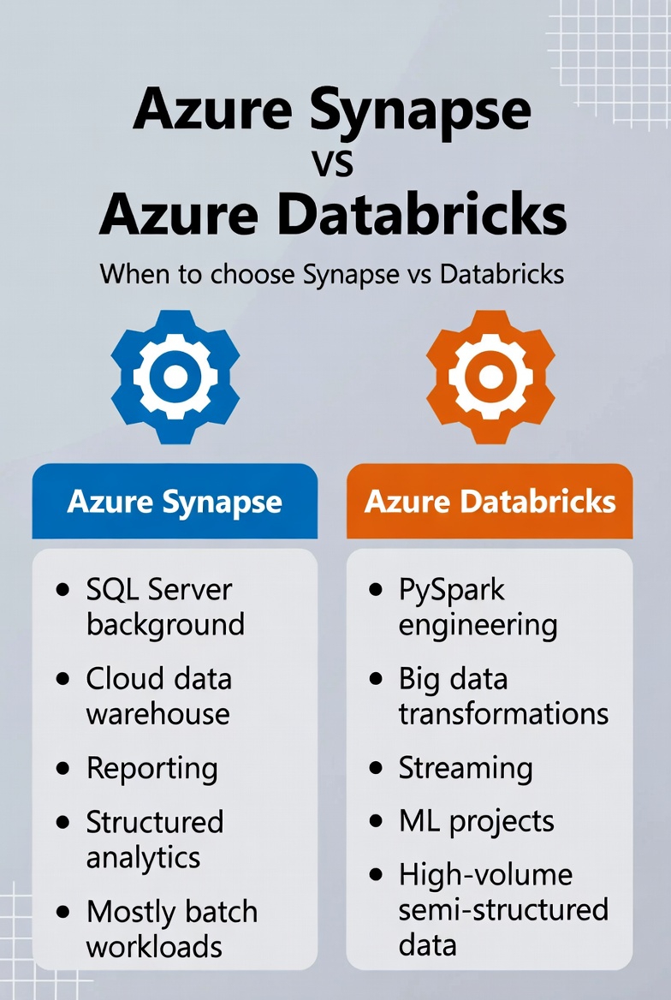 Azure Synapse
VS
Azure Databricks
When to choose Synapse vs Databricks
Azure Synapse
• SQL Server
background
• Cloud data
warehouse
• Reporting
• Structured
analytics
• Mostly batch
workloads
Azure Databricks
• PySpark
engineering
• Big data
transformations
• Streaming
• ML projects
• High-volume
semi-structured
data